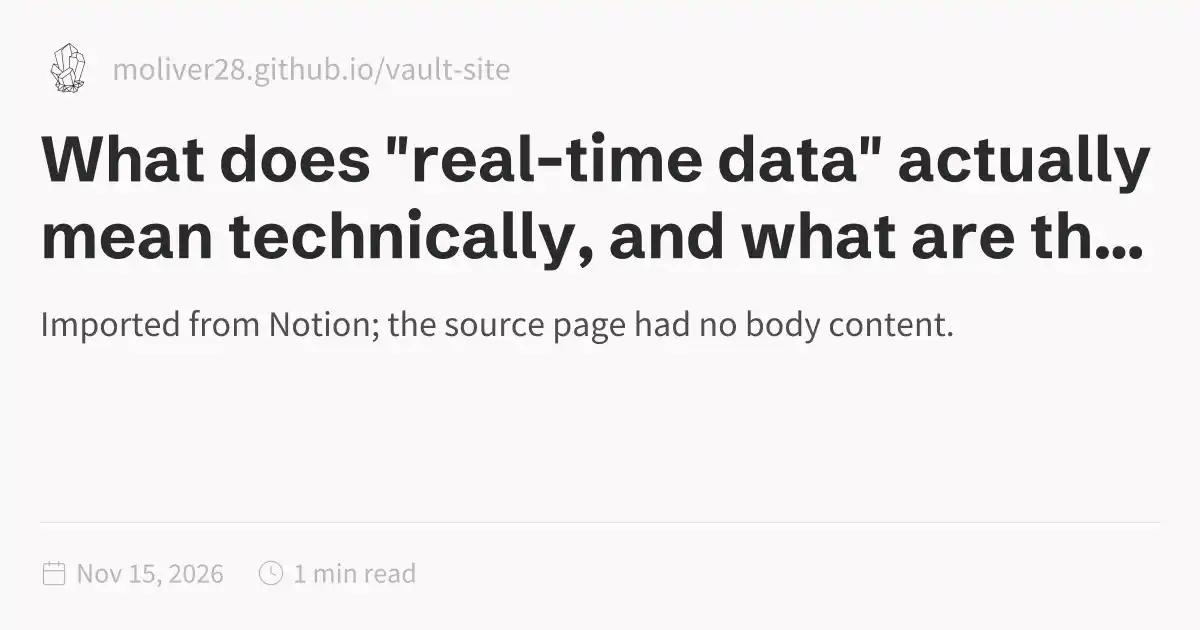 moliver28.github.io/vault-site
What does "real-time data" actually
mean technically, and what are th...
Imported from Notion; the source page had no body content.
Nov 15, 2026 1 min read